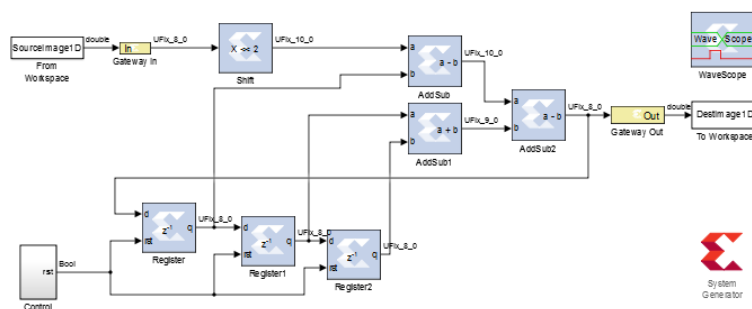 SourceImage1D
double
From
Workspace
In
Gateway In
UFix_8_0
X << 2
Shift
UFix_10_0
a
b
a - b
UFix_10_0
AddSub
a
b
a + b
UFix_9_0
AddSub1
a
b
a - b
UFix_8_0
AddSub2
Out
double
Gateway Out
DestImage1D
To Workspace
Wave Scope
WaveScope
d
rst
z-1
q
UFix_8_0
Register
d
rst
z-1
q
UFix_8_0
Register1
d
rst
z-1
q
UFix_8_0
Register2
rst
Bool
Control
System
Generator